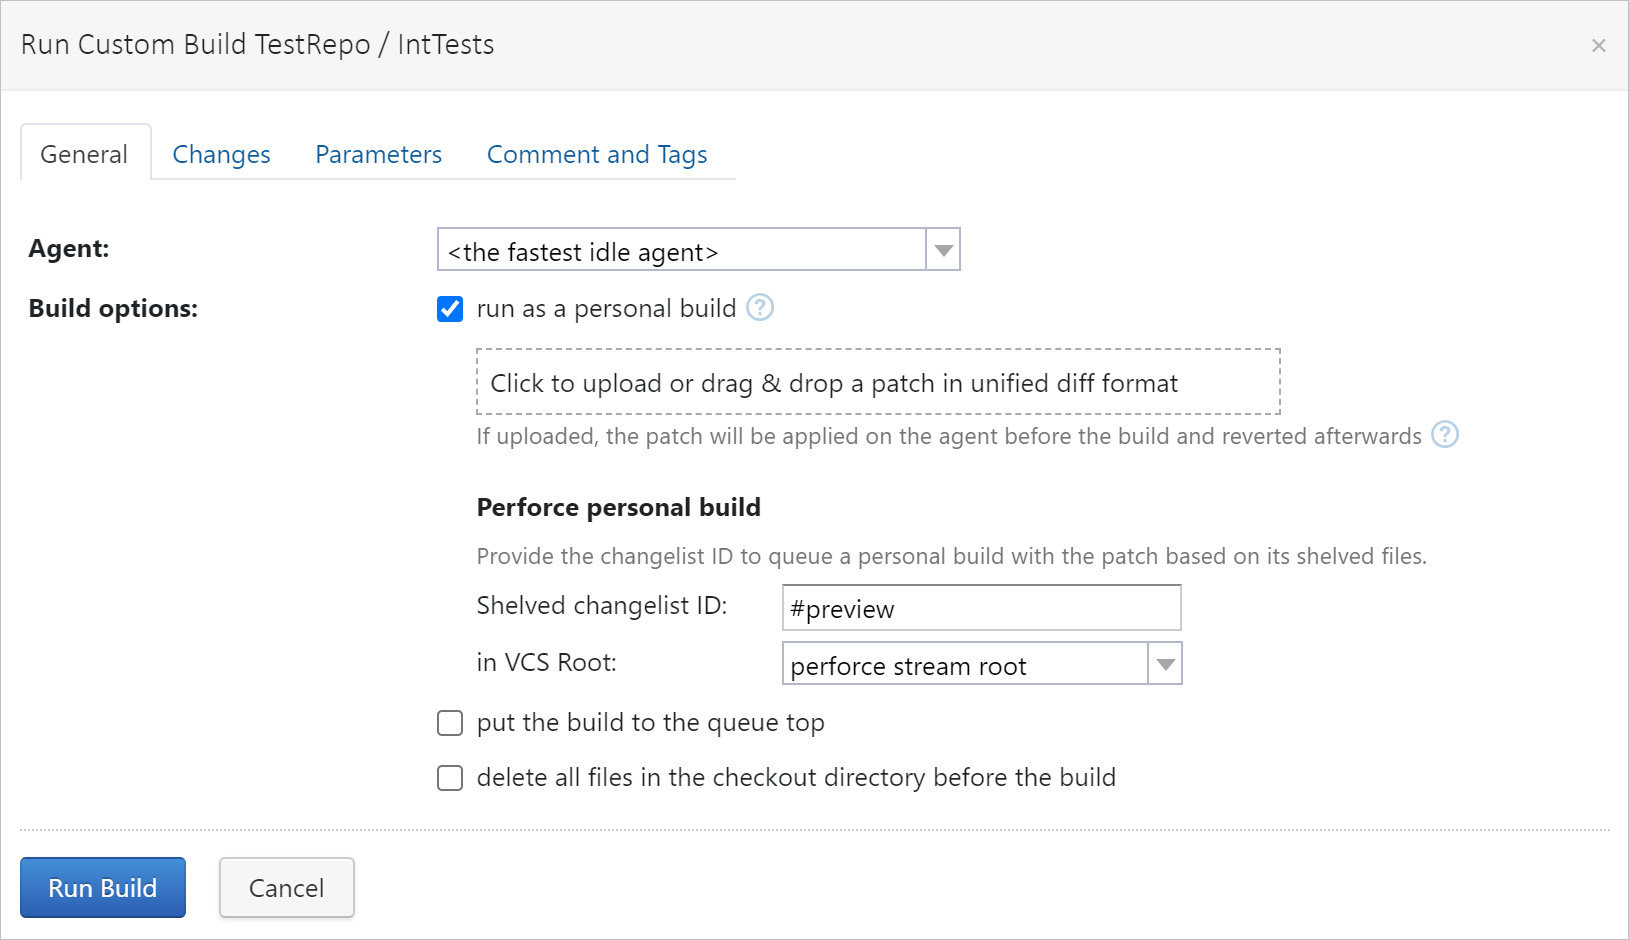 Run Custom Build TestRepo / IntTests
×
General Changes Parameters Comment and Tags
Agent: <the fastest idle agent>
Build options: run as a personal build ?
Click to upload or drag & drop a patch in unified diff format
If uploaded, the patch will be applied on the agent before the build and reverted afterwards ?
Perforce personal build
Provide the changelist ID to queue a personal build with the patch based on its shelved files.
Shelved changelist ID: #preview
in VCS Root: perforce stream root
put the build to the queue top
delete all files in the checkout directory before the build
Run Build Cancel